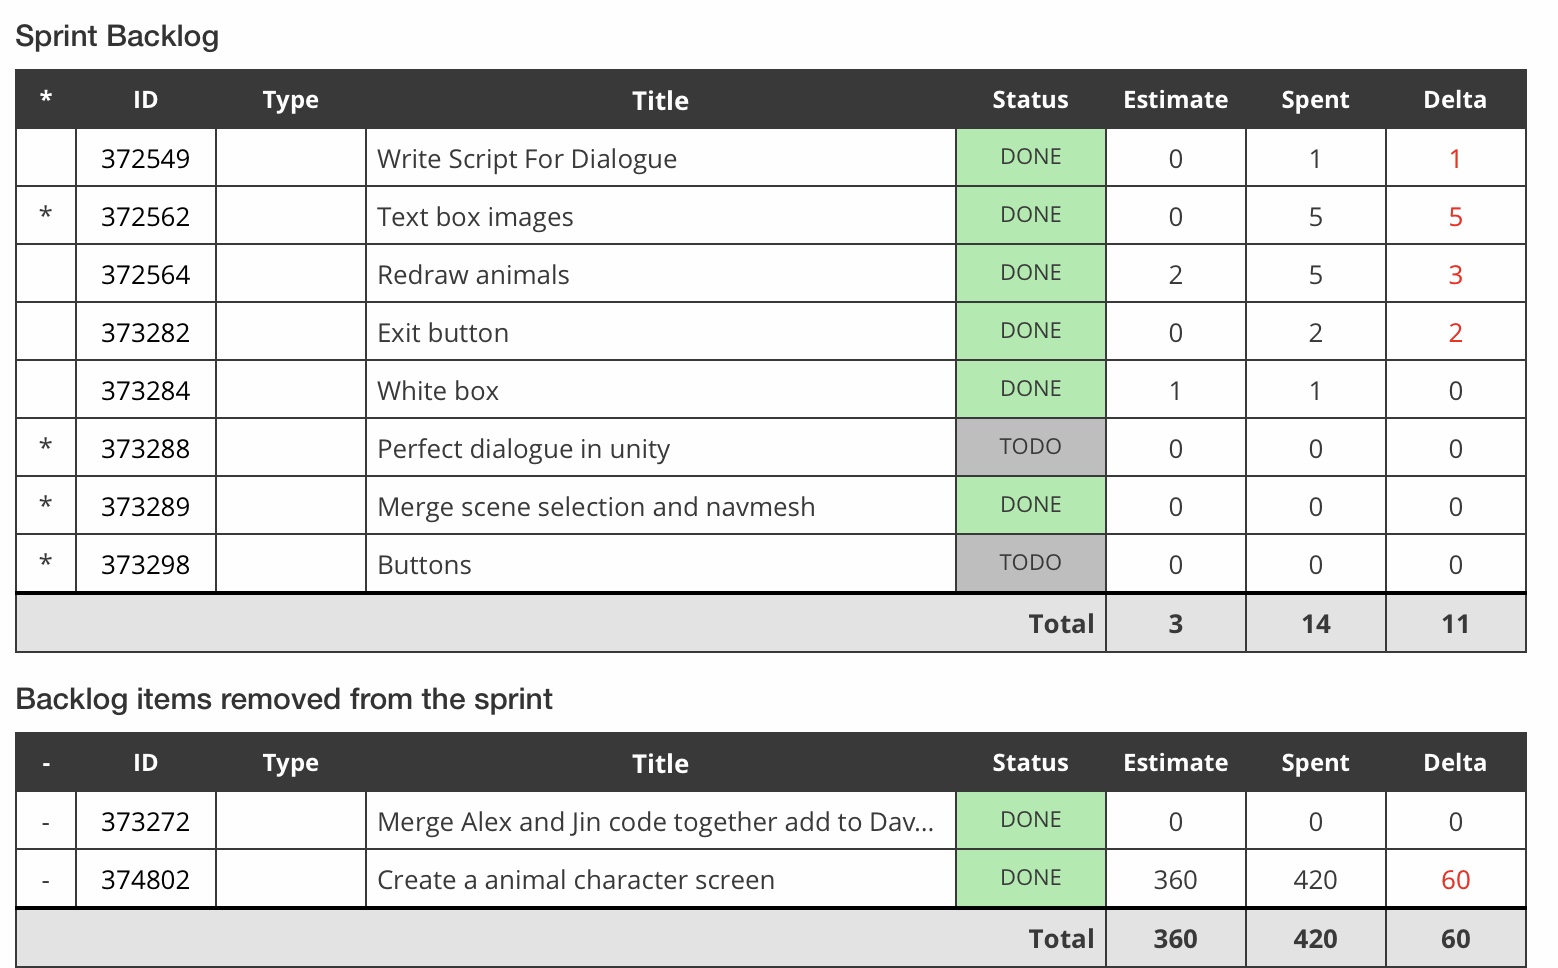 Sprint Backlog
* ID Type Title Status Estimate Spent Delta
372549 Write Script For Dialogue DONE 0 1 1
* 372562 Text box images DONE 0 5 5
372564 Redraw animals DONE 2 5 3
373282 Exit button DONE 0 2 2
373284 White box DONE 1 1 0
* 373288 Perfect dialogue in unity TODO 0 0 0
* 373289 Merge scene selection and navmesh DONE 0 0 0
* 373298 Buttons TODO 0 0 0
Total 3 14 11
Backlog items removed from the sprint
- ID Type Title Status Estimate Spent Delta
- 373272 Merge Alex and Jin code together add to Dav... DONE 0 0 0
- 374802 Create a animal character screen DONE 360 420 60
Total 360 420 60